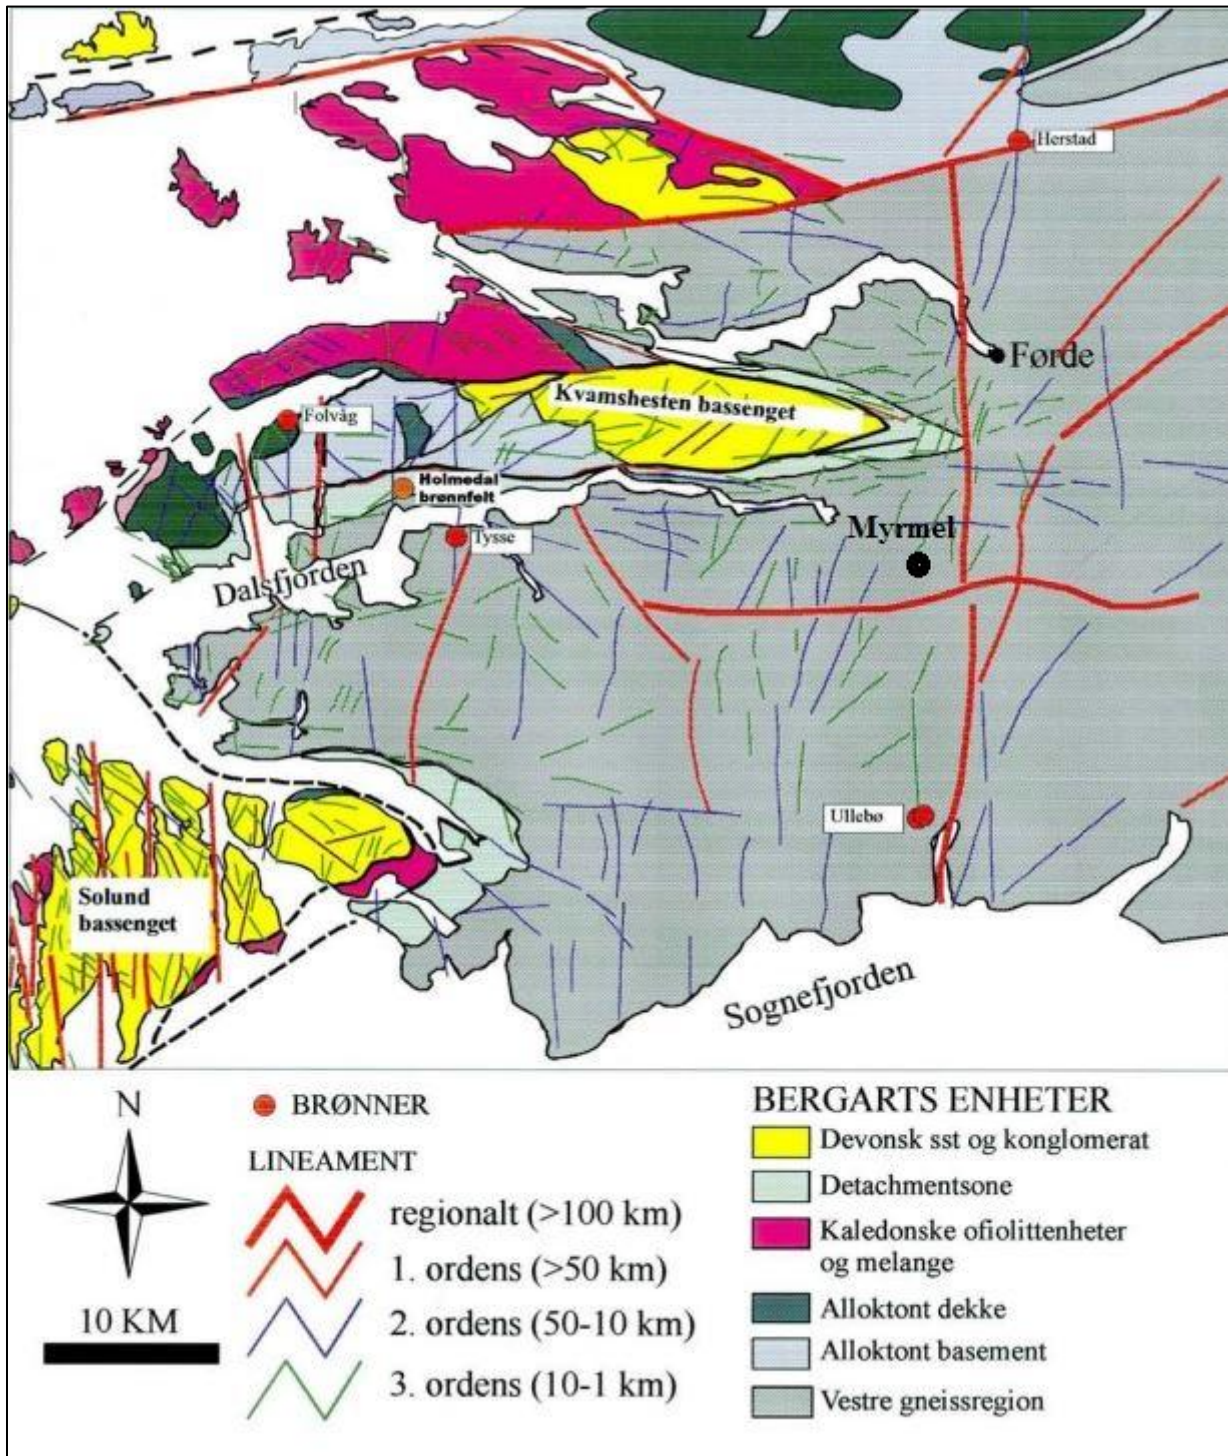 Herstad
Førde
Kvamshesten bassenget
Folvåg
Holmedal
brønnfelt
Myrmel
Tysse
Dalsfjorden
Ullebø
Solund
bassenget
Sognefjorden
N
10 KM
BRØNNER
LINEAMENT
regionalt (>100 km)
1. ordens (>50 km)
2. ordens (50-10 km)
3. ordens (10-1 km)
BERGARTS ENHETER
Devonsk sst og konglomerat
Detachmentsone
Kaledonske ofiolittenheter
og melange
Alloktont dekke
Alloktont basement
Vestre gneissregion